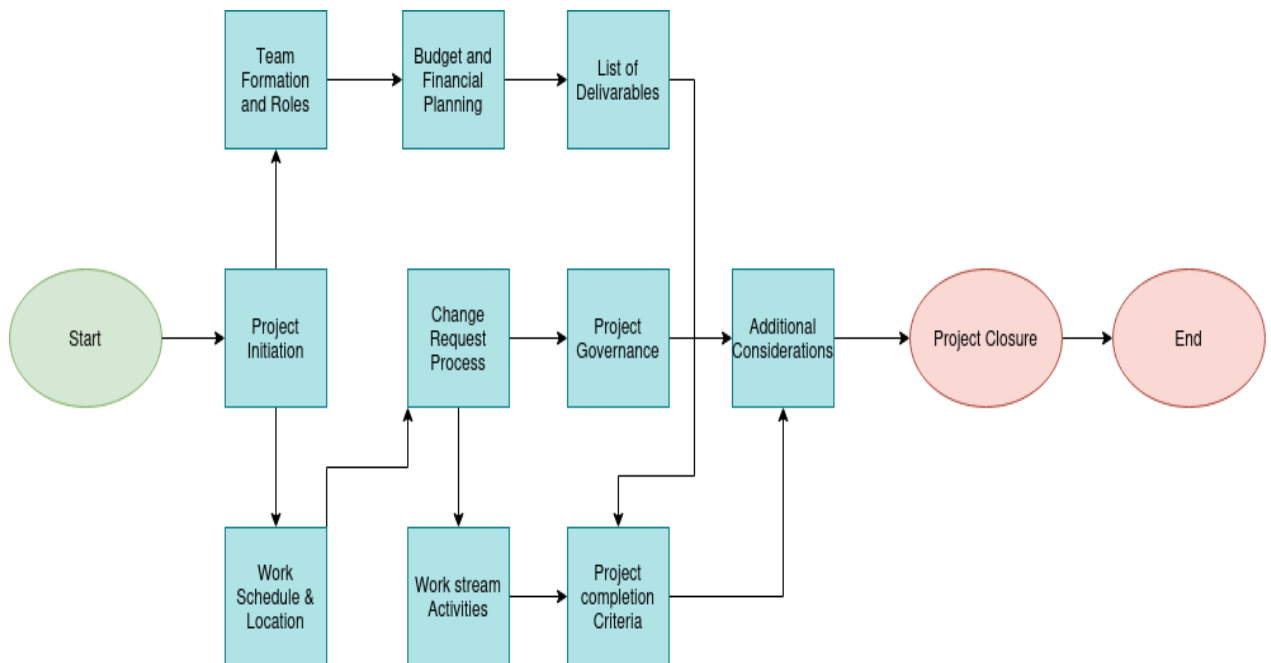 Team
Formation
and Roles
Budget and
Financial
Planning
List of
Delivarables
Start
Project
Initiation
Change
Request
Process
Project
Governance
Additional
Considerations
Project Closure
End
Work
Schedule &
Location
Work stream
Activities
Project
completion
Criteria